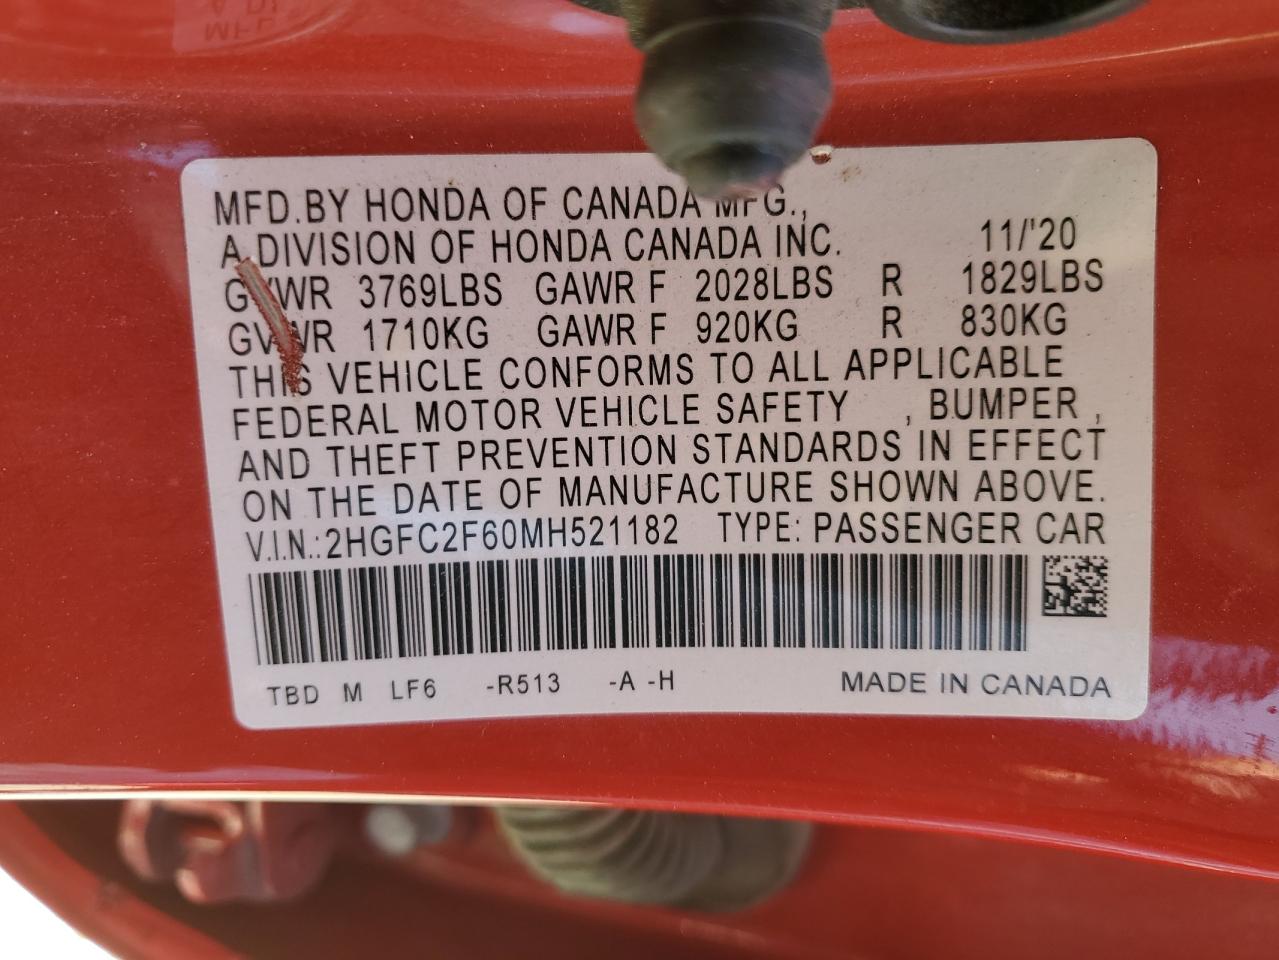 MFD.BY HONDA OF CANADA MFG.,
A DIVISION OF HONDA CANADA INC. 11/'20
GVWR 3769LBS GAWR F 2028LBS R 1829LBS
GVWR 1710KG GAWR F 920KG R 830KG
THIS VEHICLE CONFORMS TO ALL APPLICABLE
FEDERAL MOTOR VEHICLE SAFETY , BUMPER ,
AND THEFT PREVENTION STANDARDS IN EFFECT
ON THE DATE OF MANUFACTURE SHOWN ABOVE.
V.I.N.:2HGFC2F60MH521182 TYPE: PASSENGER CAR
TBD M LF6 -R513 -A -H MADE IN CANADA